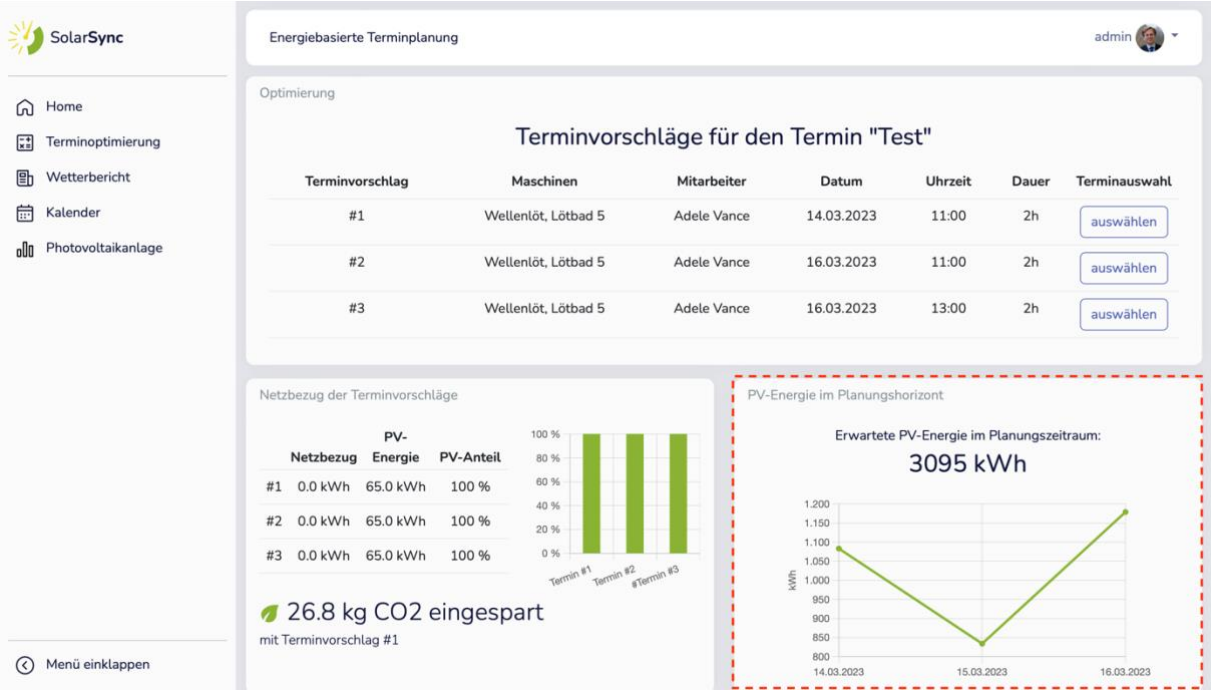 SolarSync
Home
Terminoptimierung
Wetterbericht
Kalender
Photovoltaikanlage
Menü einklappen
Energiebasierte Terminplanung
admin
Optimierung
Terminvorschläge für den Termin "Test"
Terminvorschlag Maschinen Mitarbeiter Datum Uhrzeit Dauer Terminauswahl
#1 Wellenlöt, Lötbad 5 Adele Vance 14.03.2023 11:00 2h auswählen
#2 Wellenlöt, Lötbad 5 Adele Vance 16.03.2023 11:00 2h auswählen
#3 Wellenlöt, Lötbad 5 Adele Vance 16.03.2023 13:00 2h auswählen
Netzbezug der Terminvorschläge
PV-
Netzbezug Energie PV-Anteil
#1 0.0 kWh 65.0 kWh 100 %
#2 0.0 kWh 65.0 kWh 100 %
#3 0.0 kWh 65.0 kWh 100 %
100 %
80 %
60 %
40 %
20 %
0 %
Termin #1 Termin #2 #Termin #3
26.8 kg CO2 eingespart
mit Terminvorschlag #1
PV-Energie im Planungshorizont
Erwartete PV-Energie im Planungszeitraum:
3095 kWh
kWh
1.200
1.150
1.100
1.050
1.000
950
900
850
800
14.03.2023 15.03.2023 16.03.2023